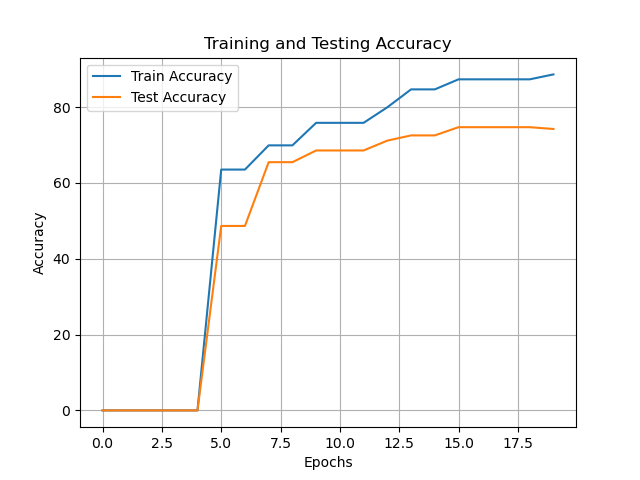 Training and Testing Accuracy
Train Accuracy
Test Accuracy
80
60
40
20
0
Accuracy
0.0 2.5 5.0 7.5 10.0 12.5 15.0 17.5
Epochs